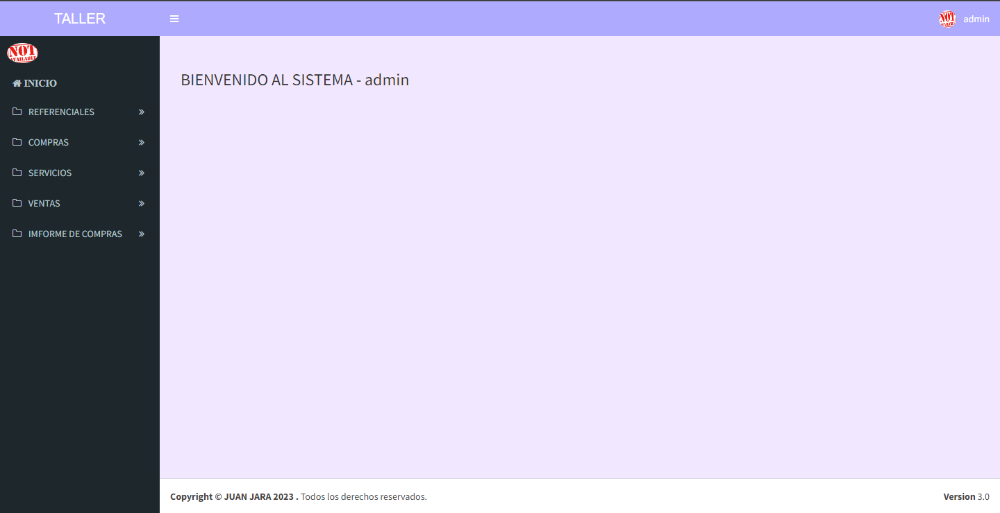 TALLER
admin
NOT
AVAILABLE
INICIO
BIENVENIDO AL SISTEMA - admin
REFERENCIALES
COMPRAS
SERVICIOS
VENTAS
IMFORME DE COMPRAS
Copyright © JUAN JARA 2023 . Todos los derechos reservados.
Version 3.0